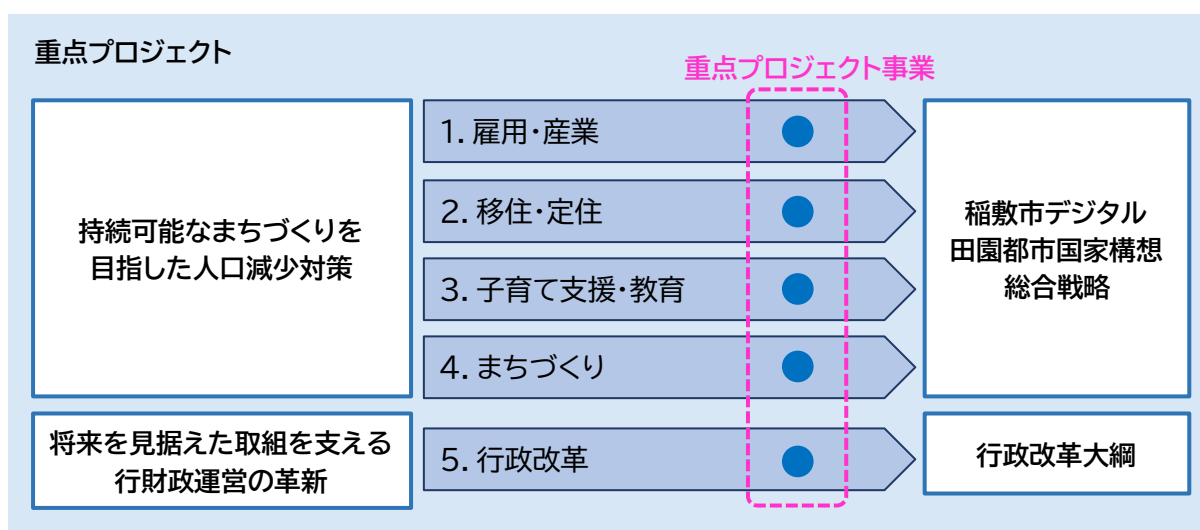 重点プロジェクト
重点プロジェクト事業
持続可能なまちづくりを
目指した人口減少対策
1. 雇用・産業
2. 移住・定住
3. 子育て支援・教育
4. まちづくり
稲敷市デジタル
田園都市国家構想
総合戦略
将来を見据えた取組を支える
行財政運営の革新
5. 行政改革
行政改革大綱